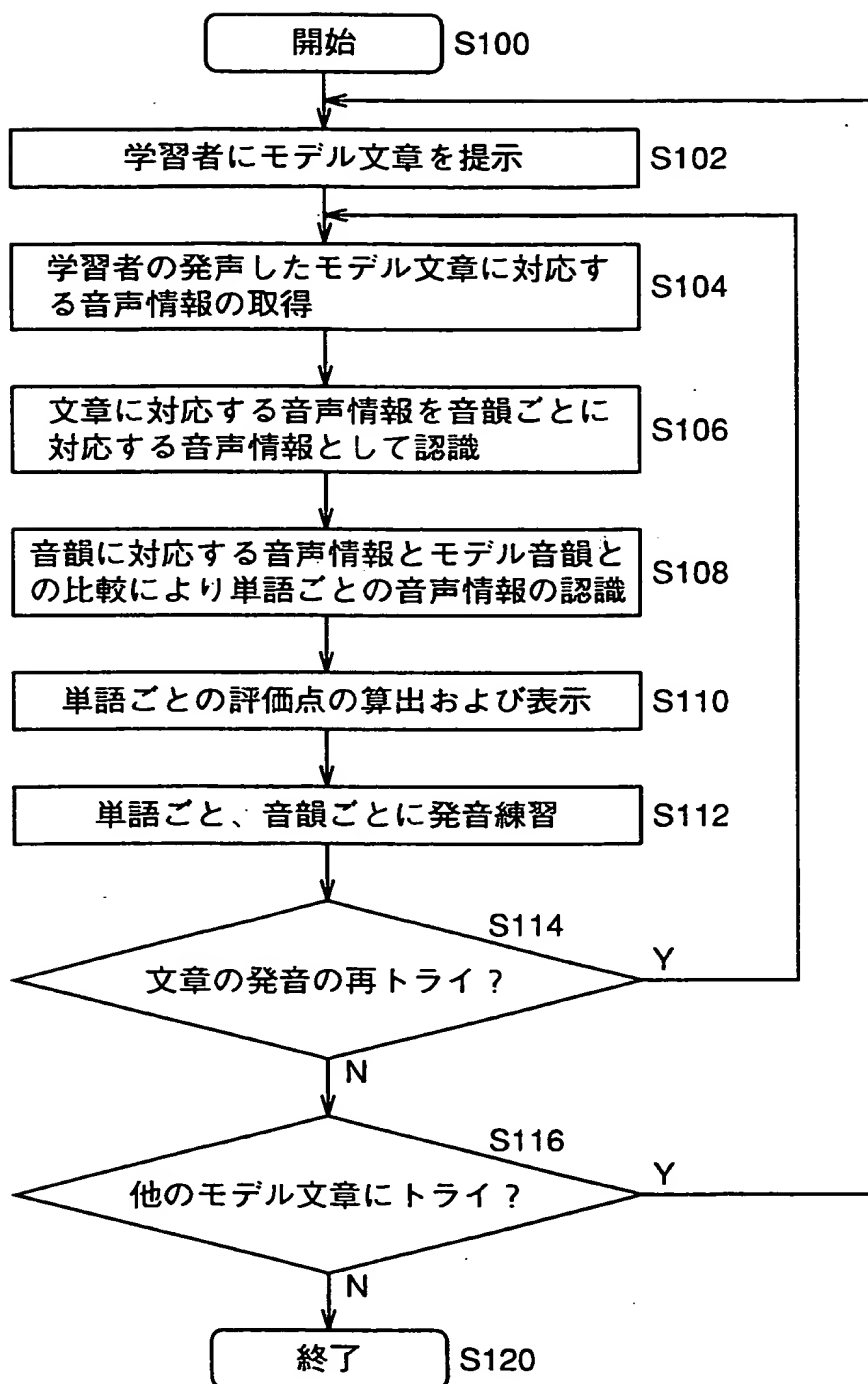 開始
S100
学習者にモデル文章を提示
S102
学習者の発声したモデル文章に対応す
る音声情報の取得
S104
文章に対応する音声情報を音韻ごとに
対応する音声情報として認識
S106
音韻に対応する音声情報とモデル音韻と
の比較により単語ごとの音声情報の認識
S108
単語ごとの評価点の算出および表示
S110
単語ごと、音韻ごとに発音練習
S112
S114
文章の発音の再トライ?
Y
N
S116
他のモデル文章にトライ?
Y
N
終了
S120